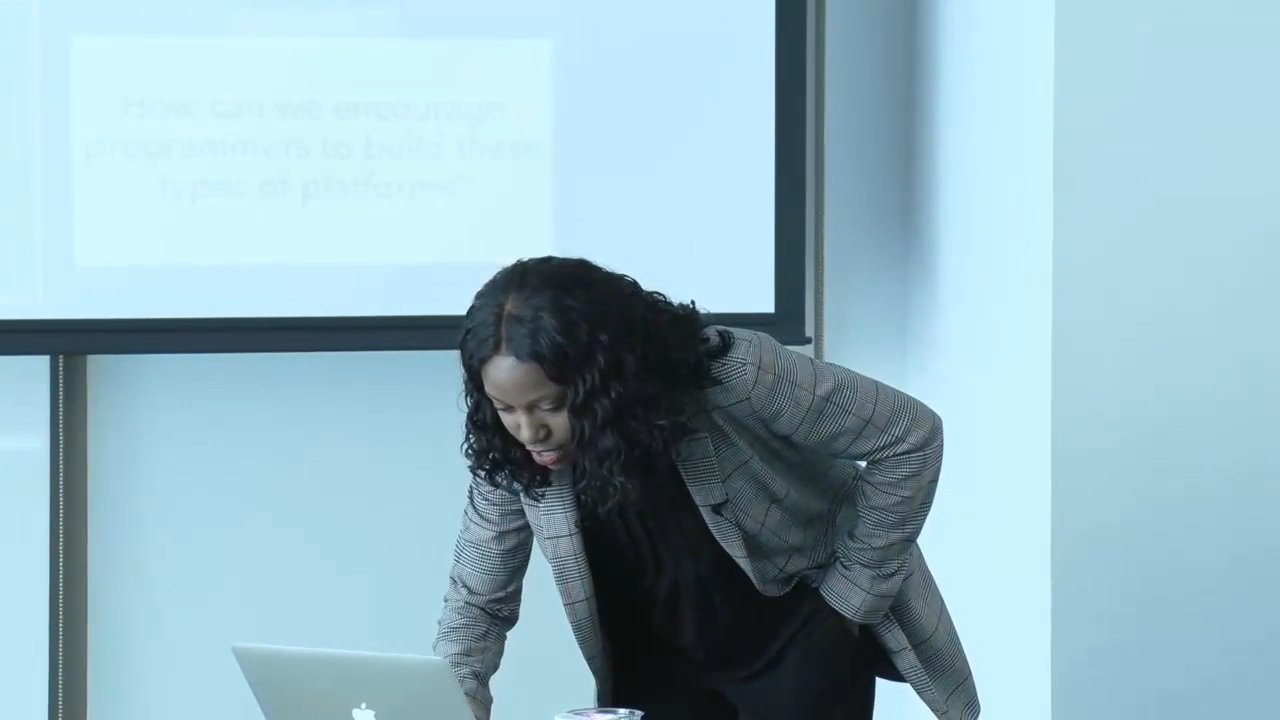 How can we encourage
programmers to build these
types of platforms?